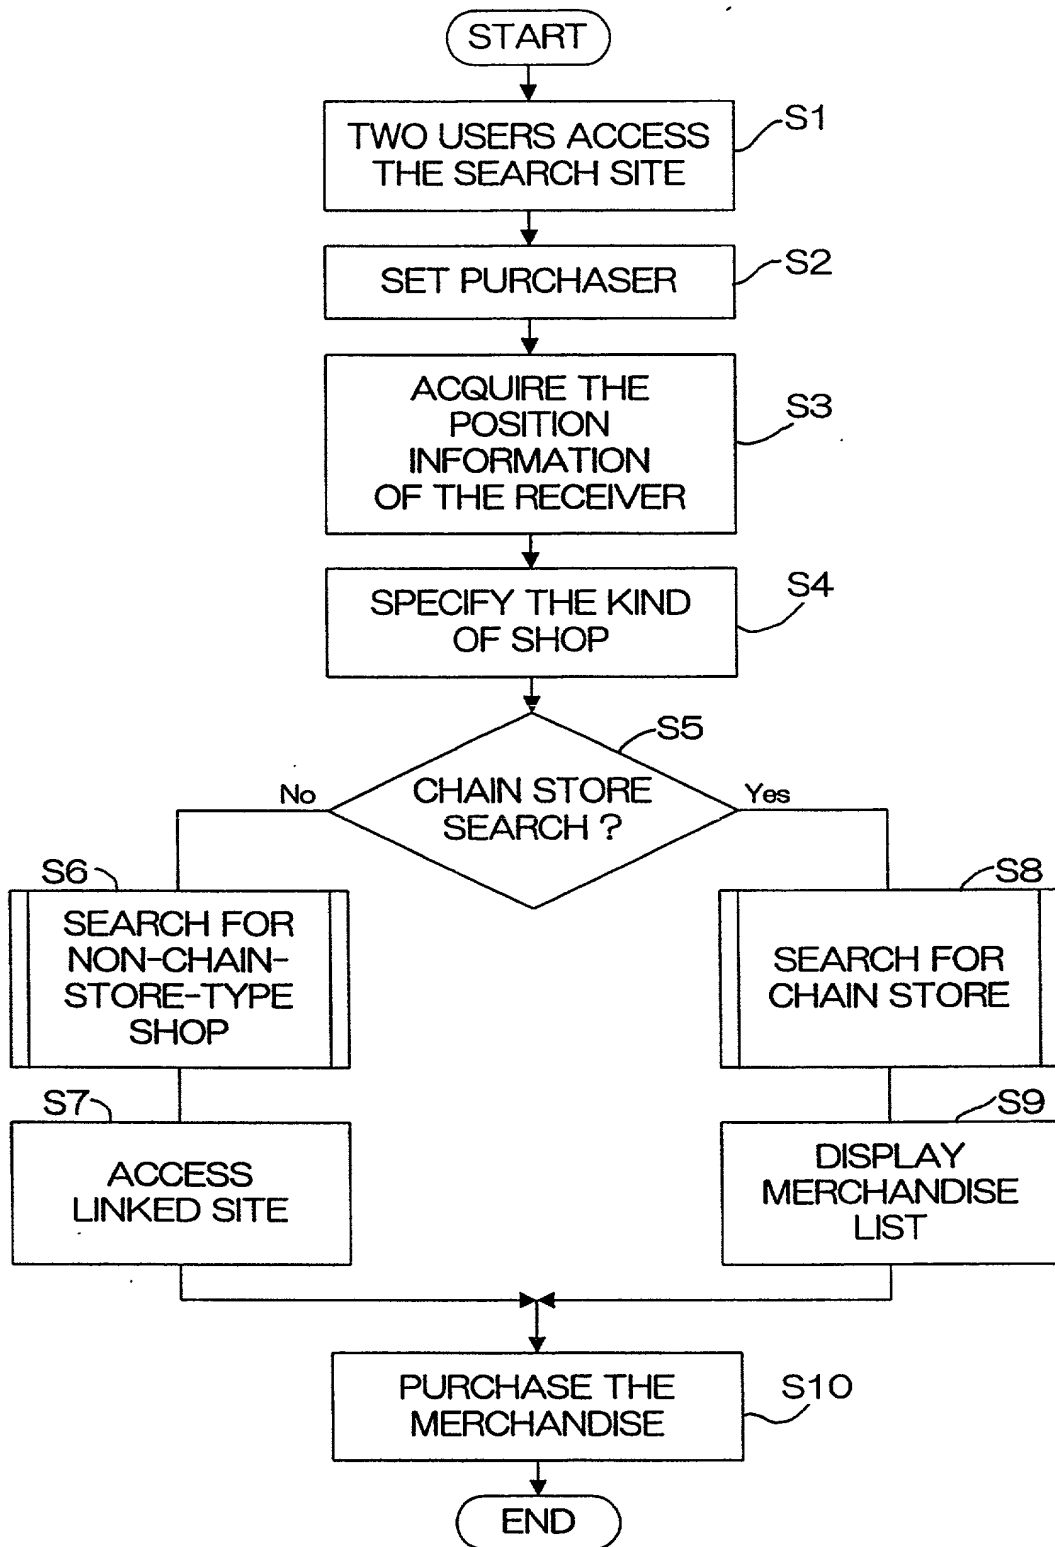 START
TWO USERS ACCESS
THE SEARCH SITE
S1
SET PURCHASER
S2
ACQUIRE THE
POSITION
INFORMATION
OF THE RECEIVER
S3
SPECIFY THE KIND
OF SHOP
S4
CHAIN STORE
SEARCH ?
S5
No
Yes
S6
SEARCH FOR
NON-CHAIN-
STORE-TYPE
SHOP
S8
SEARCH FOR
CHAIN STORE
S7
ACCESS
LINKED SITE
S9
DISPLAY
MERCHANDISE
LIST
PURCHASE THE
MERCHANDISE
S10
END